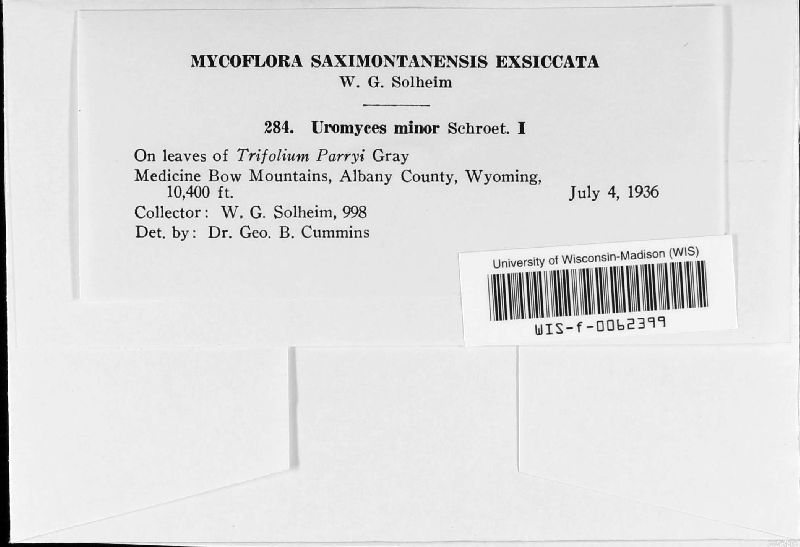 MYCOFLORA SAXIMONTANENSIS EXSICCATA
W. G. Solheim
284. Uromyces minor Schroet. I
On leaves of Trifolium Parryi Gray
Medicine Bow Mountains, Albany County, Wyoming,
10,400 ft. July 4, 1936
Collector: W. G. Solheim, 998
Det. by: Dr. Geo. B. Cummins
University of Wisconsin-Madison (WIS)
WIS-f-0062399